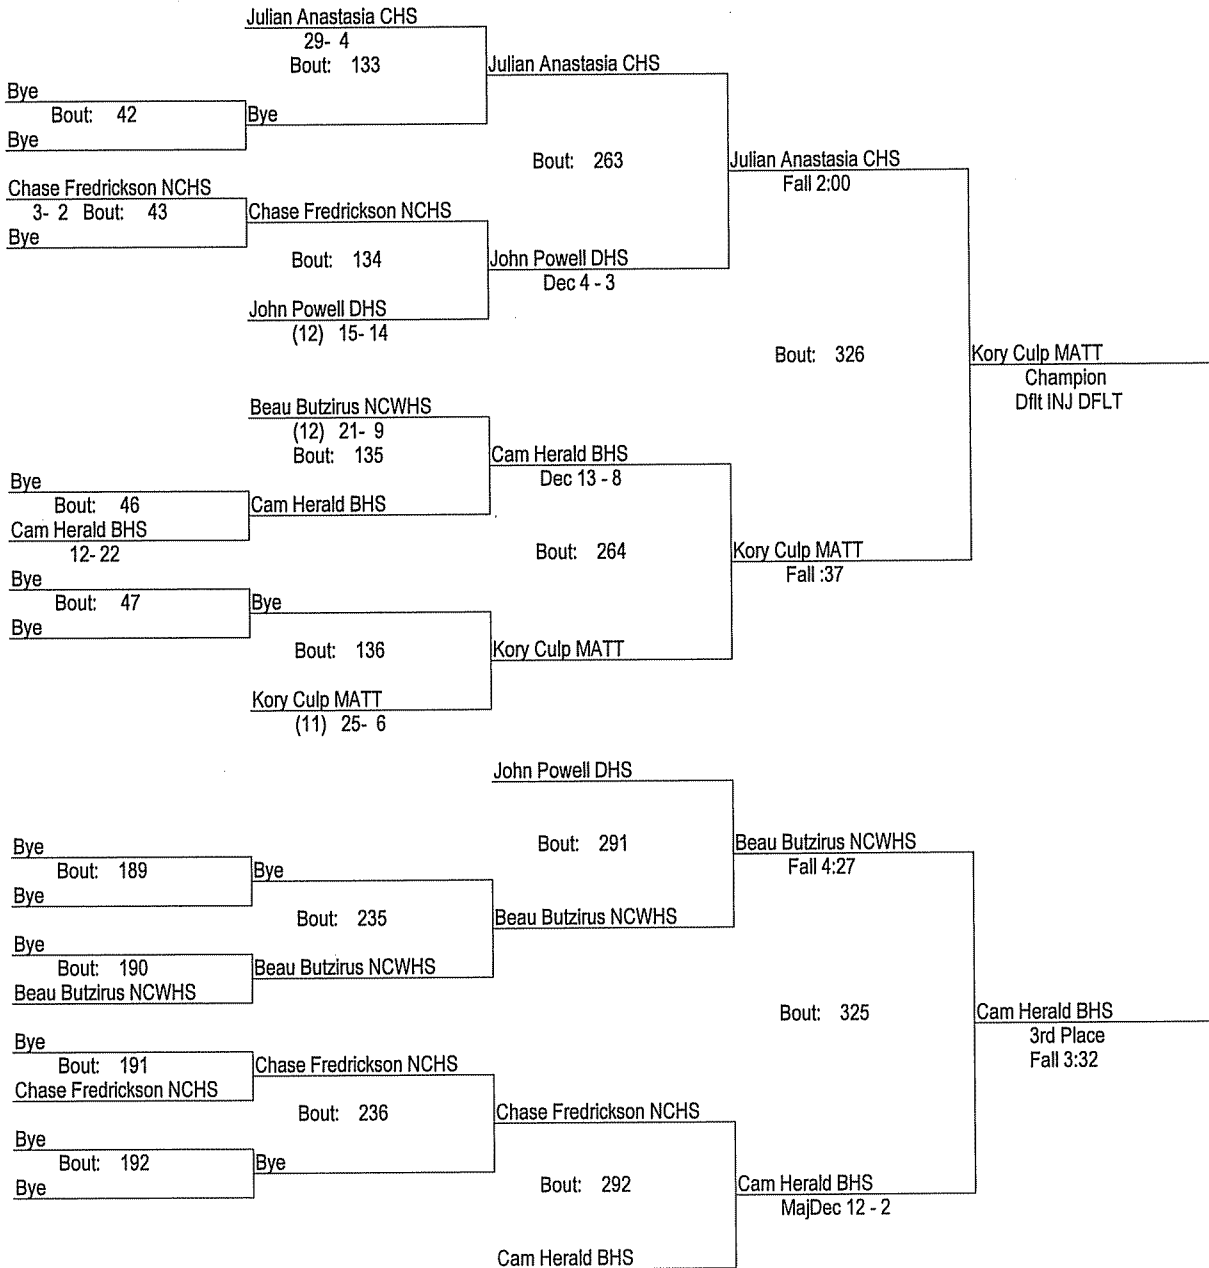 Julian Anastasia CHS
29- 4
Bout: 133
Julian Anastasia CHS
Bye
Bout: 42
Bye
Bye
Bout: 263
Julian Anastasia CHS
Fall 2:00
Chase Fredrickson NCHS
3- 2 Bout: 43
Bye
Chase Fredrickson NCHS
Bout: 134
John Powell DHS
Dec 4 - 3
John Powell DHS
(12) 15- 14
Bout: 326
Kory Culp MATT
Champion
Dflt INJ DFLT
Beau Butzirus NCWHS
(12) 21- 9
Bout: 135
Cam Herald BHS
Dec 13 - 8
Bye
Bout: 46
Cam Herald BHS
12- 22
Cam Herald BHS
Bout: 264
Kory Culp MATT
Fall :37
Bye
Bout: 47
Bye
Bye
Bout: 136
Kory Culp MATT
Kory Culp MATT
(11) 25- 6
John Powell DHS
Bout: 291
Beau Butzirus NCWHS
Fall 4:27
Bye
Bout: 189
Bye
Bye
Bout: 235
Beau Butzirus NCWHS
Bye
Bout: 190
Beau Butzirus NCWHS
Beau Butzirus NCWHS
Bout: 325
Cam Herald BHS
3rd Place
Fall 3:32
Bye
Bout: 191
Chase Fredrickson NCHS
Chase Fredrickson NCHS
Bout: 236
Chase Fredrickson NCHS
Bye
Bout: 192
Bye
Bye
Bout: 292
Cam Herald BHS
MajDec 12 - 2
Cam Herald BHS